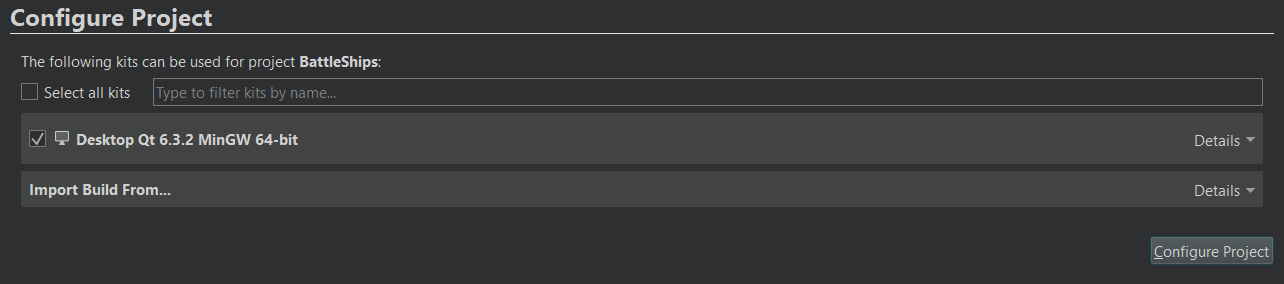 Configure Project
The following kits can be used for project BattleShips:
Select all kits Type to filter kits by name...
Desktop Qt 6.3.2 MinGW 64-bit Details
Import Build From... Details
Configure Project